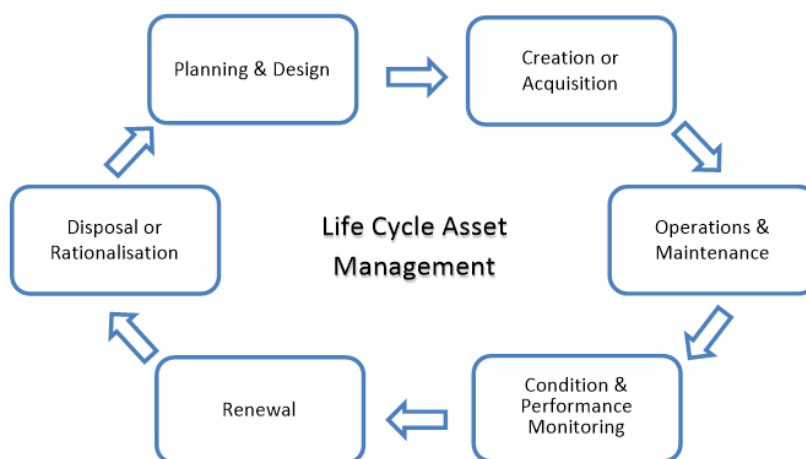 Planning & Design
Creation or
Acquisition
Operations &
Maintenance
Condition &
Performance
Monitoring
Renewal
Disposal or
Rationalisation
Life Cycle Asset
Management